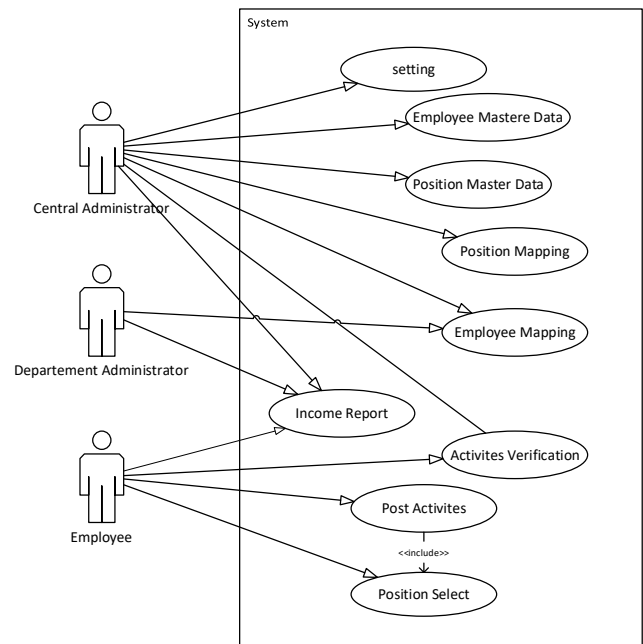 System
setting
Employee Mastere Data
Position Master Data
Central Administrator
Position Mapping
Employee Mapping
Departement Administrator
Income Report
Activites Verification
Post Activites
Employee
<<include>>
Position Select